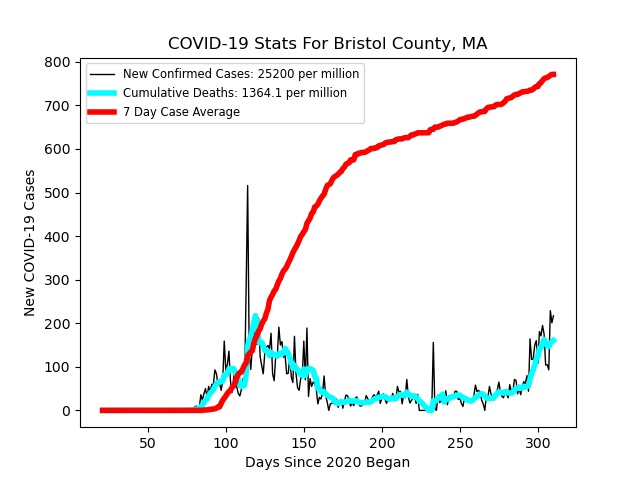 COVID-19 Stats For Bristol County, MA
New Confirmed Cases: 25200 per million
Cumulative Deaths: 1364.1 per million
7 Day Case Average
800
700
600
500
400
300
200
100
0
New COVID-19 Cases
50 100 150 200 250 300
Days Since 2020 Began